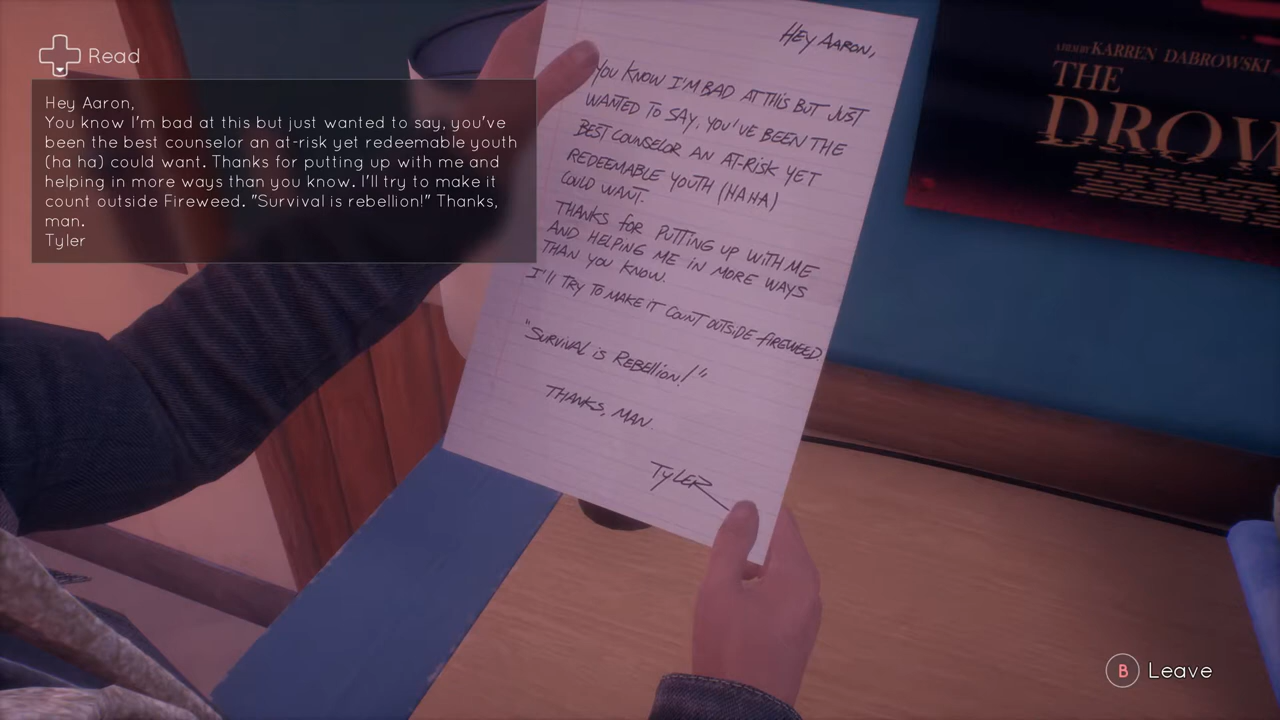 Read
Hey Aaron,
You know I'm bad at this but just wanted to say, you've
been the best counselor an at-risk yet redeemable youth
(ha ha) could want. Thanks for putting up with me and
helping in more ways than you know. I'll try to make it
count outside Fireweed. "Survival is rebellion!" Thanks,
man.
Tyler
HEY AARON,
YOU KNOW I'M BAD AT THIS BUT JUST
WANTED TO SAY, YOU'VE BEEN THE
BEST COUNSELOR AN AT-RISK YET
REDEEMABLE YOUTH (HA HA)
COULD WANT.
THANKS FOR PUTTING UP WITH ME
AND HELPING ME IN MORE WAYS
THAN YOU KNOW.
I'LL TRY TO MAKE IT COUNT OUTSIDE FIREWEED.
"SURVIVAL IS REBELLION!"
THANKS, MAN.
TYLER
A FILM BY KARREN DABROWSKI
THE
DROW
B Leave